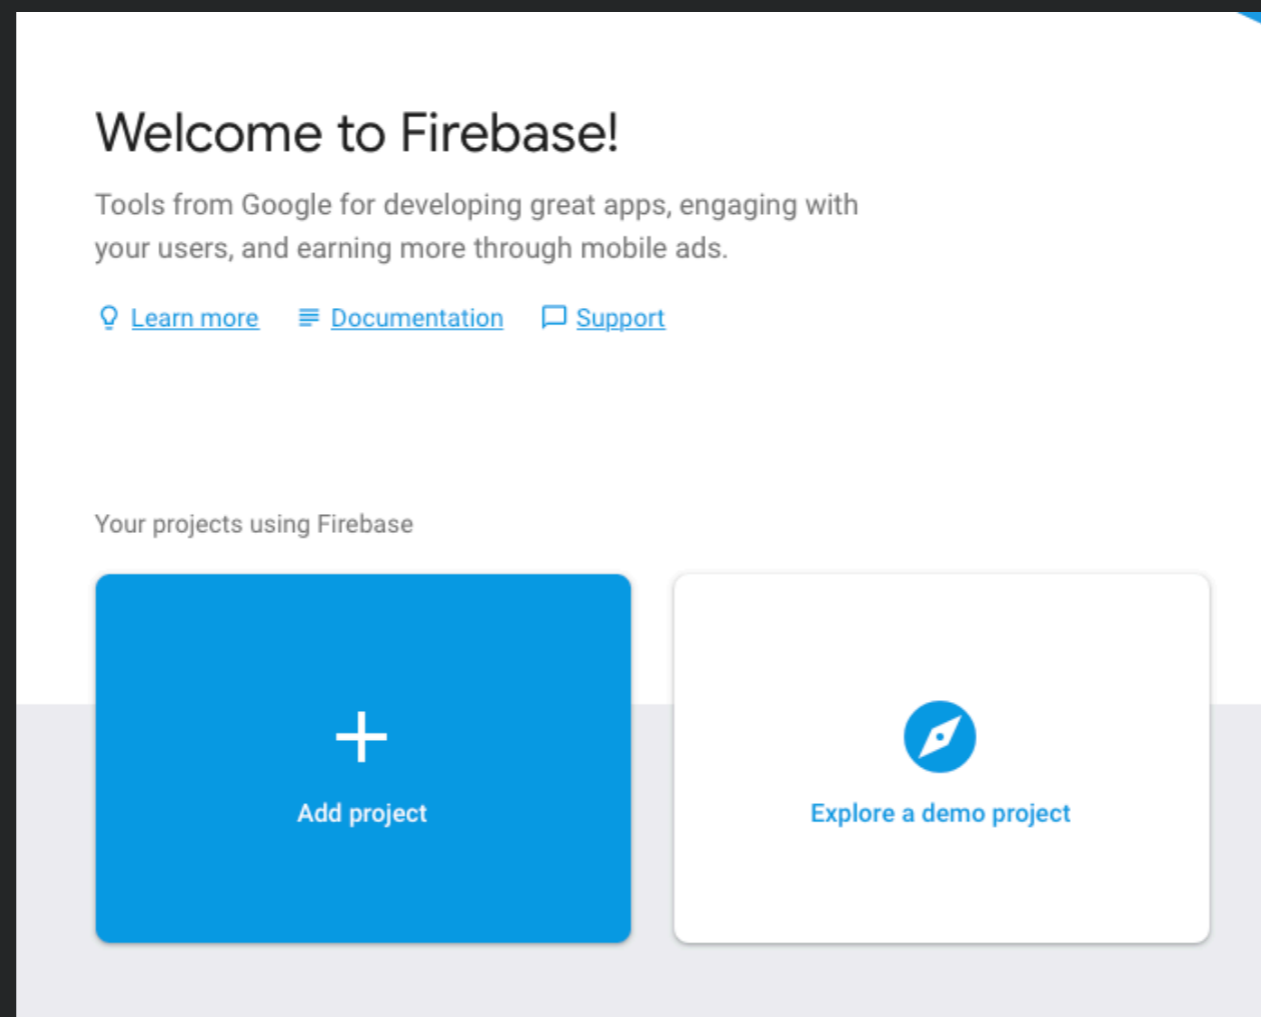 Welcome to Firebase!
Tools from Google for developing great apps, engaging with
your users, and earning more through mobile ads.
Learn more Documentation Support
Your projects using Firebase
Add project
Explore a demo project